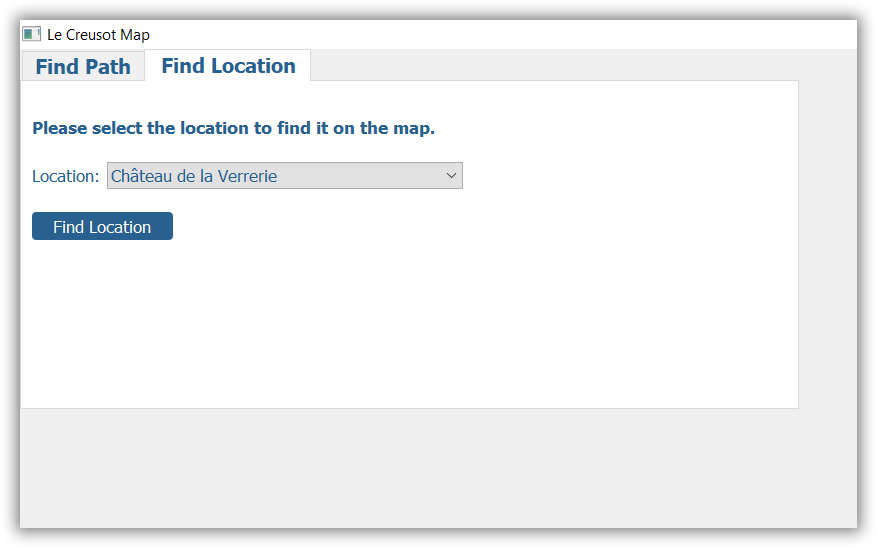 Le Creusot Map
Find Path Find Location
Please select the location to find it on the map.
Location: Château de la Verrerie
Find Location